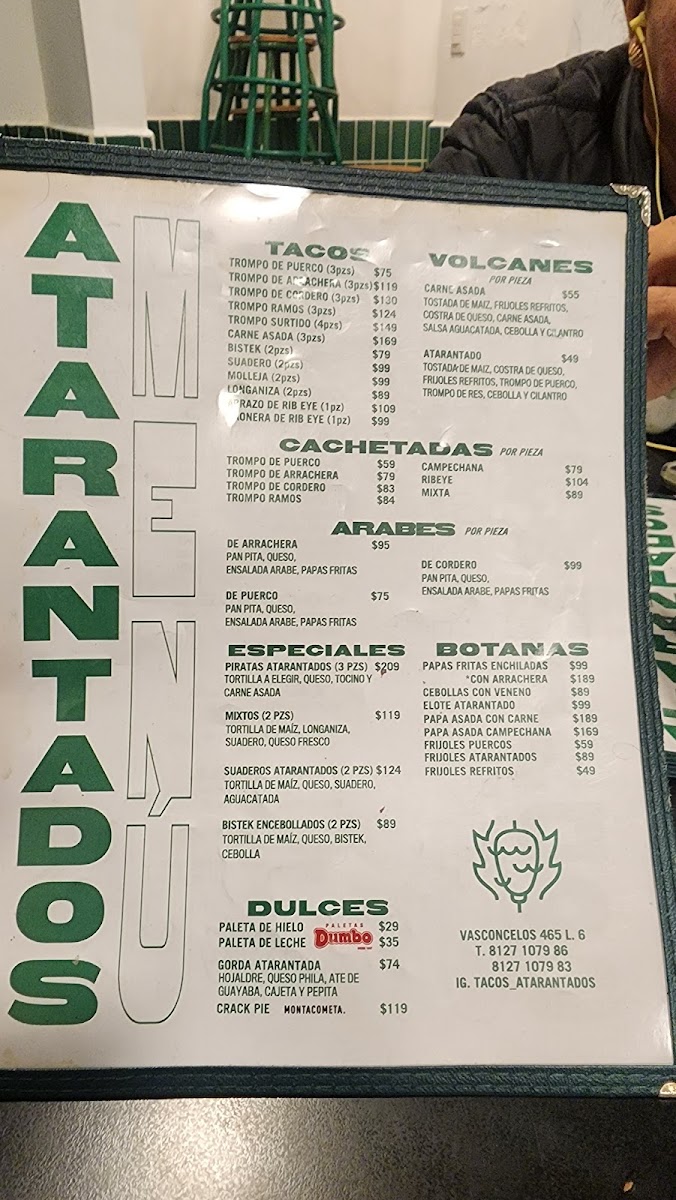 ATARANTADOS
MENÚ
TACOS
TROMPO DE PUERCO (3pzs) $75
TROMPO DE ARRACHERA (3pzs) $119
TROMPO DE CORDERO (3pzs) $130
TROMPO RAMOS (3pzs) $124
TROMPO SURTIDO (4pzs) $149
CARNE ASADA (3pzs) $169
BISTEK (2pzs) $79
SUADERO (2pzs) $99
MOLLEJA (2pzs) $99
LONGANIZA (2pzs) $89
DE RIB EYE (1pz) $109
DE RIB EYE (1pz) $99
VOLCANES
POR PIEZA
CARNE ASADA $55
TOSTADA DE MAIZ, FRIJOLES REFRITOS,
COSTRA DE QUESO, CARNE ASADA,
SALSA AGUACATADA, CEBOLLA Y CILANTRO
ATARANTADO $49
TOSTADA DE MAIZ, COSTRA DE QUESO,
FRIJOLES REFRITOS, TROMPO DE PUERCO,
TROMPO DE RES, CEBOLLA Y CILANTRO
CACHETADAS POR PIEZA
TROMPO DE PUERCO $59
TROMPO DE ARRACHERA $79
TROMPO DE CORDERO $83
TROMPO RAMOS $84
CAMPECHANA $79
RIBEYE $104
MIXTA $89
ARABES POR PIEZA
DE ARRACHERA $95
PAN PITA, QUESO,
ENSALADA ARABE, PAPAS FRITAS
DE PUERCO $75
PAN PITA, QUESO,
ENSALADA ARABE, PAPAS FRITAS
DE CORDERO $99
PAN PITA, QUESO,
ENSALADA ARABE, PAPAS FRITAS
ESPECIALES
PIRATAS ATARANTADOS (3 PZS) $209
TORTILLA A ELEGIR, QUESO, TOCINO Y
CARNE ASADA
MIXTOS (2 PZS) $119
TORTILLA DE MAÍZ, LONGANIZA,
SUADERO, QUESO FRESCO
SUADEROS ATARANTADOS (2 PZS) $124
TORTILLA DE MAÍZ, QUESO, SUADERO,
AGUACATADA
BISTEK ENCEBOLLADOS (2 PZS) $89
TORTILLA DE MAÍZ, QUESO, BISTEK,
CEBOLLA
BOTANAS
PAPAS FRITAS ENCHILADAS $99
*CON ARRACHERA $189
CEBOLLAS CON VENENO $89
ELOTE ATARANTADO $99
PAPA ASADA CON CARNE $189
PAPA ASADA CAMPECHANA $169
FRIJOLES PUERCOS $59
FRIJOLES ATARANTADOS $89
FRIJOLES REFRITOS $49
DULCES
PALETA DE HIELO $29
PALETA DE LECHE $35
PALETAS
Dumbo
GORDA ATARANTADA $74
HOJALDRE, QUESO PHILA, ATE DE
GUAYABA, CAJETA Y PEPITA
CRACK PIE MONTACOMETA. $119
VASCONCELOS 465 L. 6
T. 8127 1079 86
8127 1079 83
IG. TACOS_ATARANTADOS